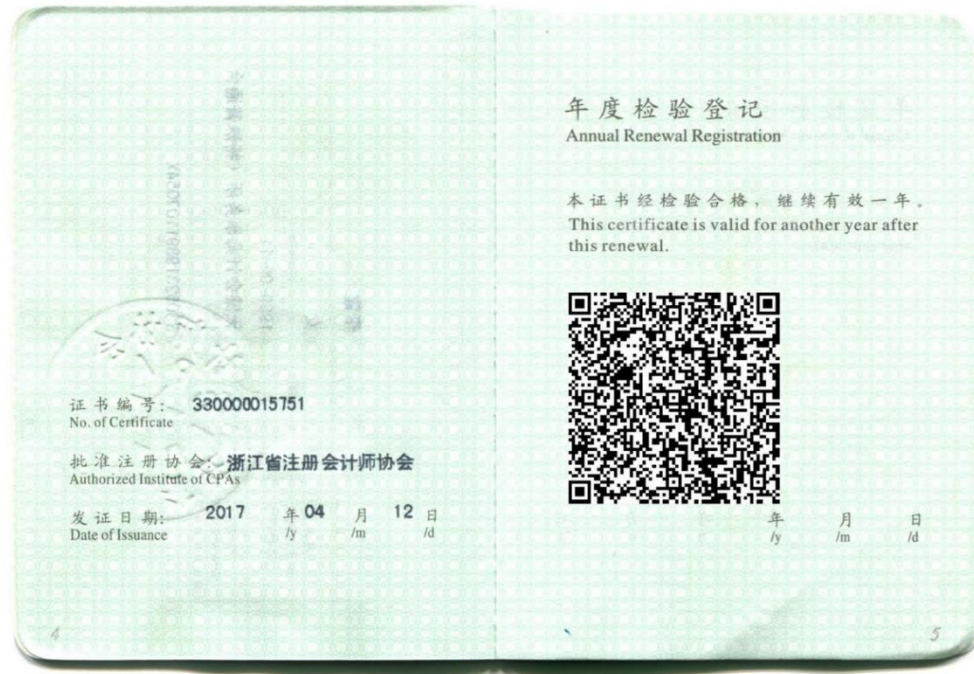 证书编号: 330000015751
No. of Certificate
批准注册协会: 浙江省注册会计师协会
Authorized Institute of CPAs
发证日期: 2017 年 04 月 12 日
Date of Issuance /y /m /d
4
年度检验登记
Annual Renewal Registration
本证书经检验合格，继续有效一年。
This certificate is valid for another year after
this renewal.
年 月 日
/y /m /d
5